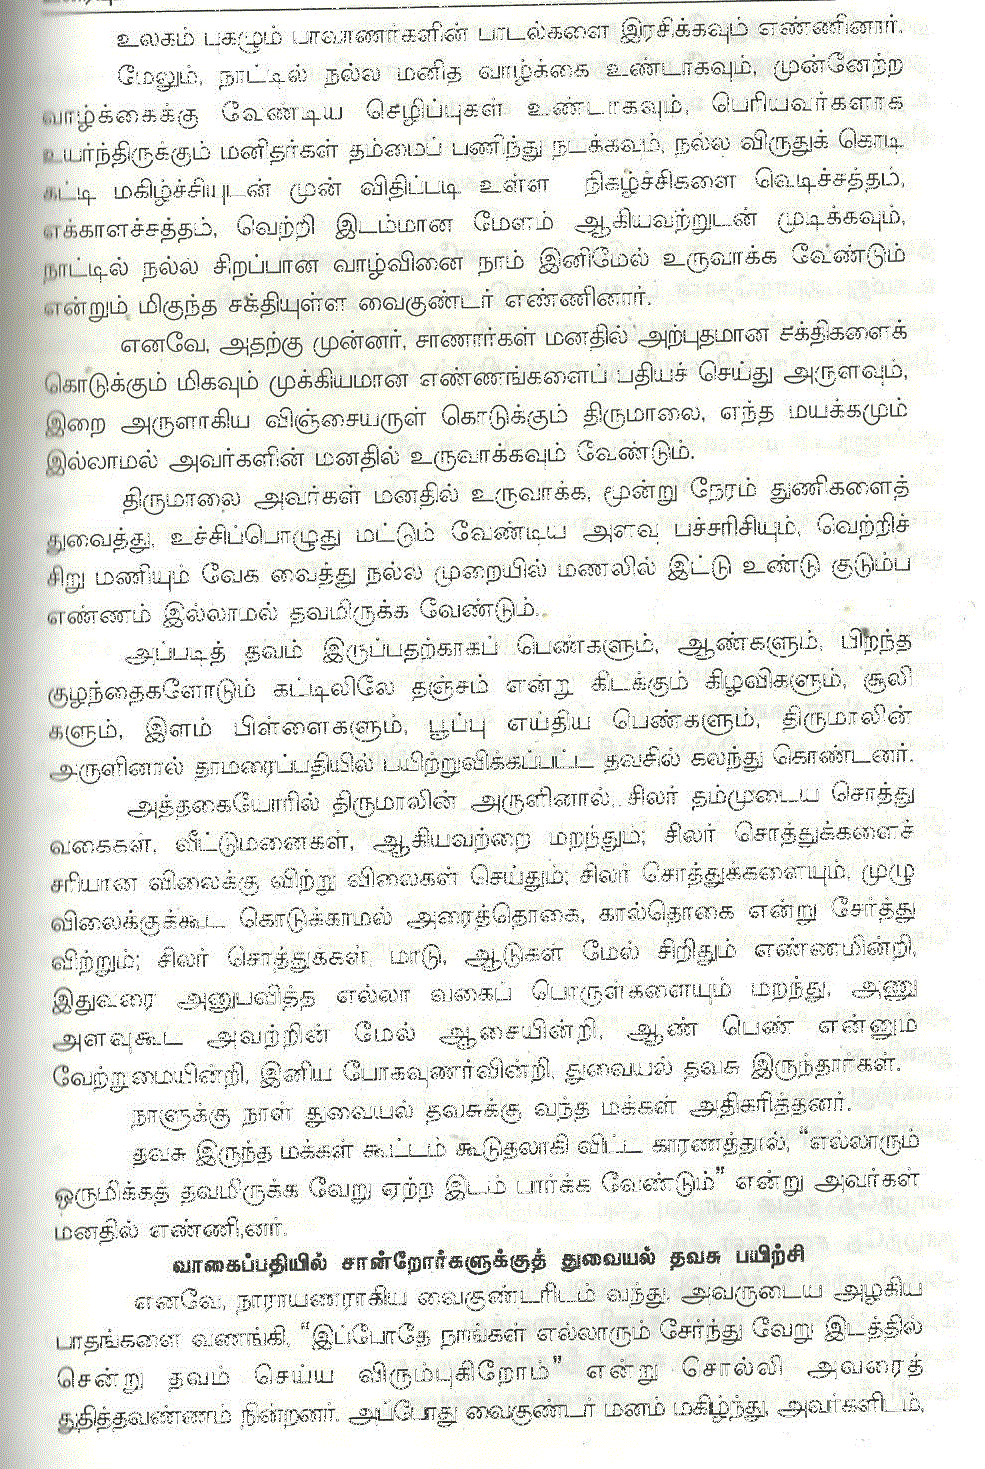 உலகம் புகழும் பாவாணர்களின் பாடல்களை இரசிக்கவும் எண்ணினார்.
மேலும், நாட்டில் நல்ல மனித வாழ்க்கை உண்டாகவும், முன்னேற்ற
வாழ்க்கைக்கு வேண்டிய செழிப்புகள் உண்டாகவும், பெரியவர்களாக
உயர்ந்திருக்கும் மனிதர்கள் தம்மைப் பணிந்து நடக்கவும், நல்ல விருதுக் கொடி
கட்டி மகிழ்ச்சியுடன் முன் விதிப்படி உள்ள நிகழ்ச்சிகளை வெடிச்சத்தம்,
எக்காளச்சத்தம், வெற்றி இடம்மான மேளம் ஆகியவற்றுடன் முடிக்கவும்,
நாட்டில் நல்ல சிறப்பான வாழ்வினை நாம் இனிமேல் உருவாக்க வேண்டும்
என்றும் மிகுந்த சக்தியுள்ள வைகுண்டர் எண்ணினார்.
எனவே, அதற்கு முன்னர், சாணார்கள் மனதில் அற்புதமான சக்திகளைக்
கொடுக்கும் மிகவும் முக்கியமான எண்ணங்களைப் பதியச் செய்து அருளவும்,
இறை அருளாகிய விஞ்சையருள் கொடுக்கும் திருமாலை, எந்த மயக்கமும்
இல்லாமல் அவர்களின் மனதில் உருவாக்கவும் வேண்டும்.
திருமாலை அவர்கள் மனதில் உருவாக்க, மூன்று நேரம் துணிகளைத்
துவைத்து, உச்சிப்பொழுது மட்டும் வேண்டிய அளவு பச்சரிசியும், வெற்றிச்
சிறு மணியும் வேக வைத்து நல்ல முறையில் மணலில் இட்டு உண்டு குடும்ப
எண்ணம் இல்லாமல் தவமிருக்க வேண்டும்.
அப்படித் தவம் இருப்பதற்காகப் பெண்களும், ஆண்களும், பிறந்த
குழந்தைகளோடும் கட்டிலிலே தஞ்சம் என்று கிடக்கும் கிழவிகளும், சூலி
களும், இளம் பிள்ளைகளும், பூப்பு எய்திய பெண்களும், திருமாலின்
அருளினால் தாமரைப்பதியில் பயிற்றுவிக்கப்பட்ட தவசில் கலந்து கொண்டனர்.
அத்தகையோரில் திருமாலின் அருளினால், சிலர் தம்முடைய சொத்து
வகைகள், வீட்டுமனைகள், ஆகியவற்றை மறந்தும்; சிலர் சொத்துக்களைச்
சரியான விலைக்கு விற்று விலைகள் செய்தும்; சிலர் சொத்துக்களையும், முழு
விலைக்குக்கூட கொடுக்காமல் அரைத்தொகை, கால்தொகை என்று சேர்த்து
விற்றும்; சிலர் சொத்துக்கள், மாடு, ஆடுகள் மேல் சிறிதும் எண்ணமின்றி,
இதுவரை அனுபவித்த எல்லா வகைப் பொருள்களையும் மறந்து, அணு
அளவுகூட அவற்றின் மேல் ஆசையின்றி, ஆண் பெண் என்னும்
வேற்றுமையின்றி, இனிய போகவுணர்வின்றி, துவையல் தவசு இருந்தார்கள்.
நாளுக்கு நாள் துவையல் தவசுக்கு வந்த மக்கள் அதிகரித்தனர்.
தவசு இருந்த மக்கள் கூட்டம் கூடுதலாகி விட்ட காரணத்தால், “எல்லாரும்
ஒருமிக்கத் தவமிருக்க வேறு ஏற்ற இடம் பார்க்க வேண்டும்” என்று அவர்கள்
மனதில் எண்ணினர்.
வாகைப்பதியில் சான்றோர்களுக்குத் துவையல் தவசு பயிற்சி
எனவே, நாராயணராகிய வைகுண்டரிடம் வந்து, அவருடைய அழகிய
பாதங்களை வணங்கி, “இப்போதே நாங்கள் எல்லாரும் சேர்ந்து வேறு இடத்தில்
சென்று தவம் செய்ய விரும்புகிறோம்” என்று சொல்லி அவரைத்
துதித்தவண்ணம் நின்றனர். அப்போது வைகுண்டர் மனம் மகிழ்ந்து, அவர்களிடம்,